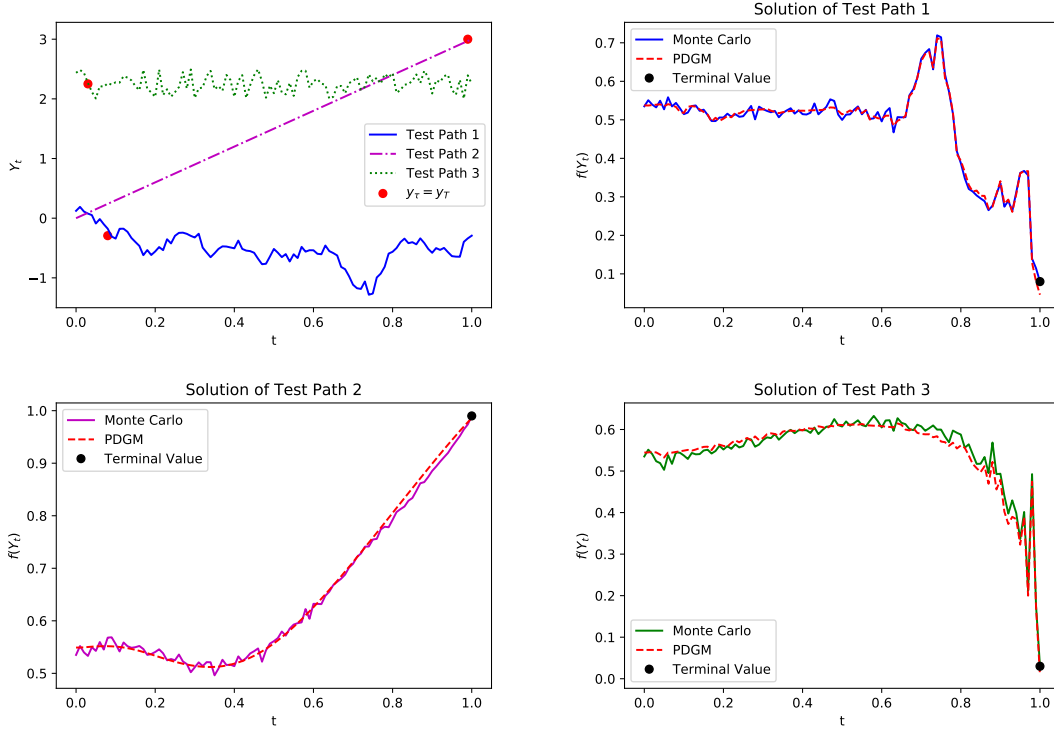 3
2
1
0
−1
Y_t
Test Path 1
Test Path 2
Test Path 3
y_τ = y_T
0.0 0.2 0.4 0.6 0.8 1.0
t
Solution of Test Path 1
0.7
0.6
0.5
0.4
0.3
0.2
0.1
f(Y_t)
Monte Carlo
PDGM
Terminal Value
0.0 0.2 0.4 0.6 0.8 1.0
t
Solution of Test Path 2
1.0
0.9
0.8
0.7
0.6
0.5
f(Y_t)
Monte Carlo
PDGM
Terminal Value
0.0 0.2 0.4 0.6 0.8 1.0
t
Solution of Test Path 3
0.6
0.5
0.4
0.3
0.2
0.1
0.0
f(Y_t)
Monte Carlo
PDGM
Terminal Value
0.0 0.2 0.4 0.6 0.8 1.0
t